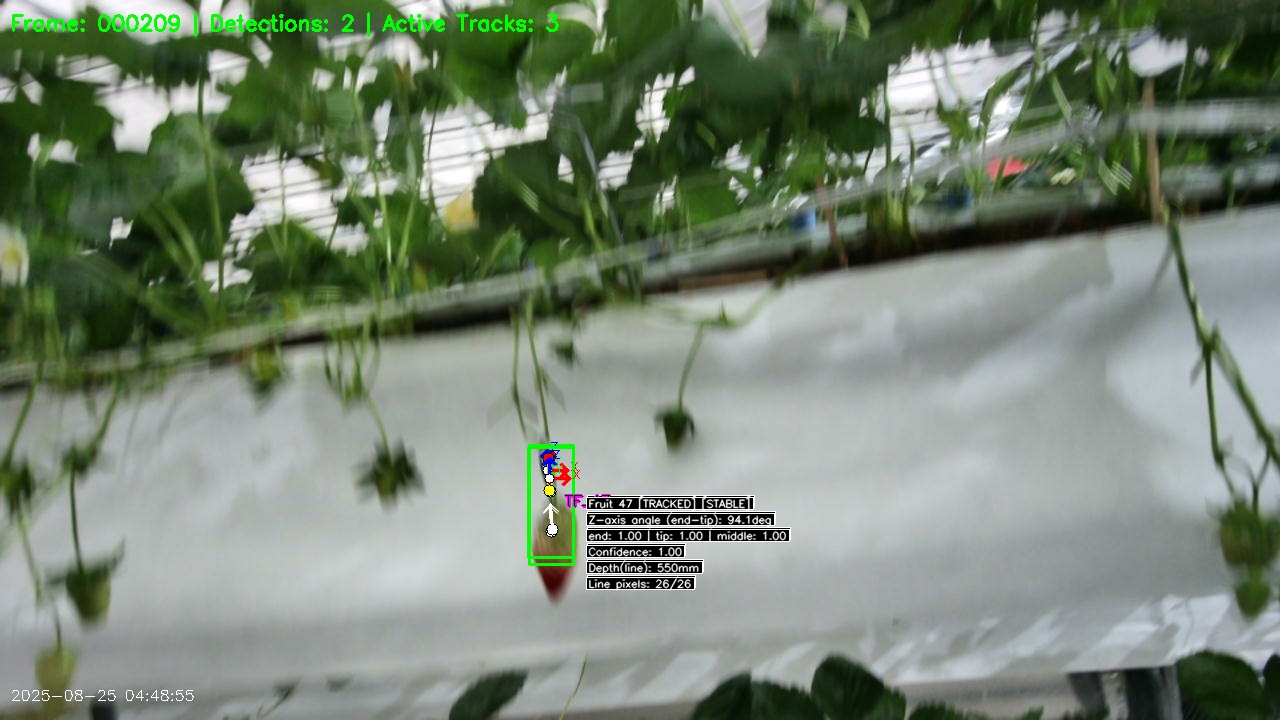 Frame: 000209 | Detections: 2 | Active Tracks: 3
Fruit 47 [TRACKED] [STABLE]
Z-axis angle (end-tip): 94.1deg
end: 1.00 | tip: 1.00 | middle: 1.00
Confidence: 1.00
Depth(line): 550mm
Line pixels: 26/26
2025-08-25 04:48:55